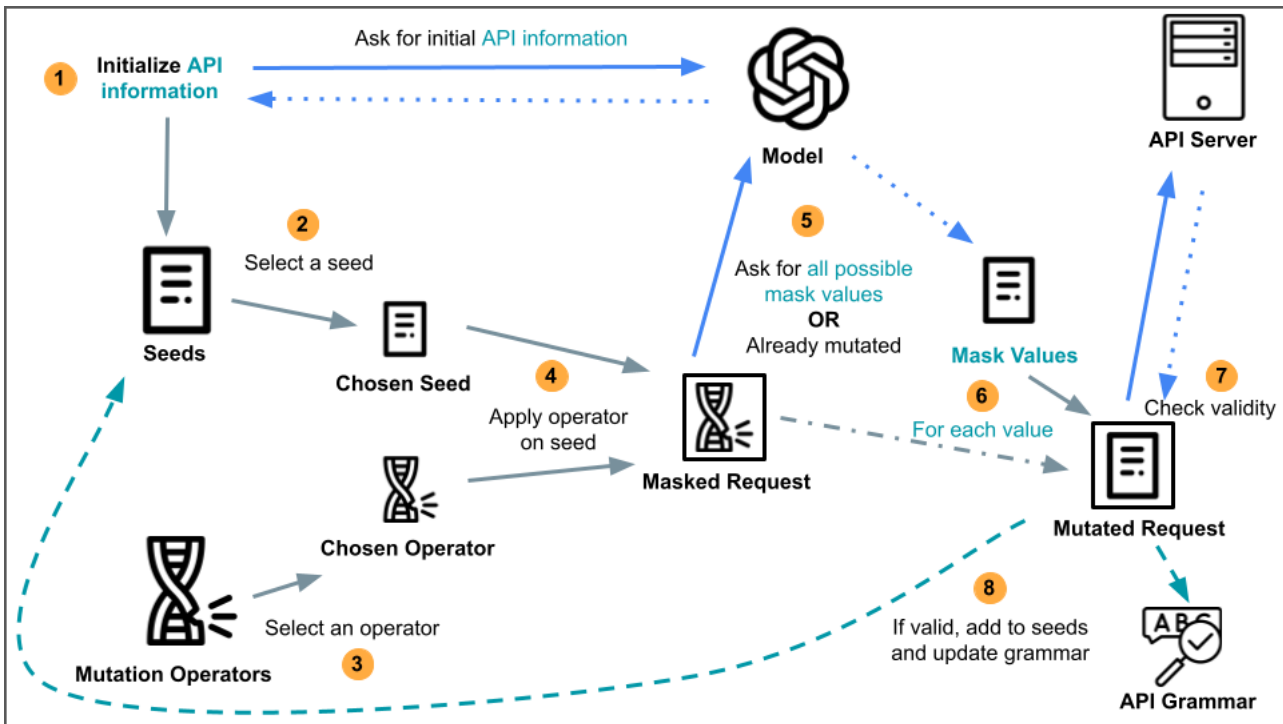 Ask for initial API information
1
Initialize API
information
Model
API Server
2
Select a seed
Seeds
Chosen Seed
5
Ask for all possible
mask values
OR
Already mutated
Mask Values
4
Apply operator
on seed
Masked Request
6
For each value
7
Check validity
Mutated Request
Chosen Operator
Mutation Operators
Select an operator
3
8
If valid, add to seeds
and update grammar
ABC
API Grammar